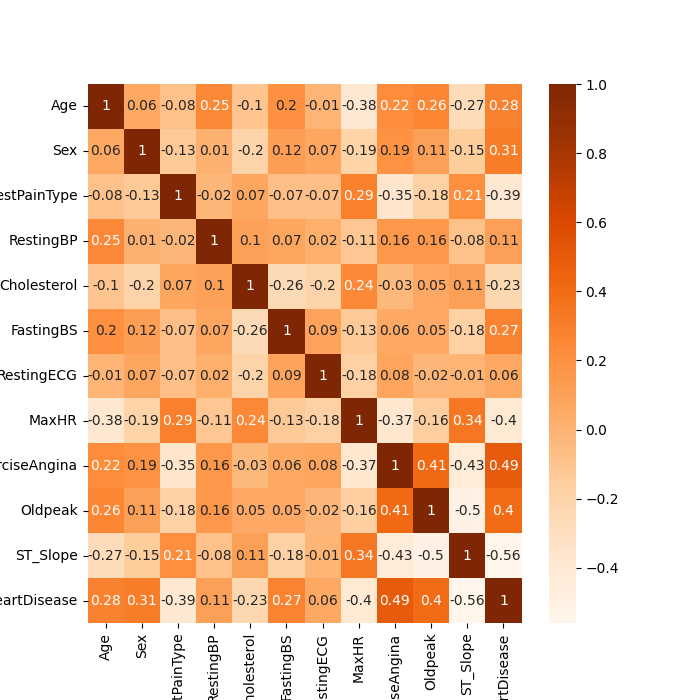 Age 1 0.06 -0.08 0.25 -0.1 0.2 -0.01 -0.38 0.22 0.26 -0.27 0.28
Sex 0.06 1 -0.13 0.01 -0.2 0.12 0.07 -0.19 0.19 0.11 -0.15 0.31
estPainType -0.08 -0.13 1 -0.02 0.07 -0.07 -0.07 0.29 -0.35 -0.18 0.21 -0.39
RestingBP 0.25 0.01 -0.02 1 0.1 0.07 0.02 -0.11 0.16 0.16 -0.08 0.11
Cholesterol -0.1 -0.2 0.07 0.1 1 -0.26 -0.2 0.24 -0.03 0.05 0.11 -0.23
FastingBS 0.2 0.12 -0.07 0.07 -0.26 1 0.09 -0.13 0.06 0.05 -0.18 0.27
RestingECG -0.01 0.07 -0.07 0.02 -0.2 0.09 1 -0.18 0.08 -0.02 -0.01 0.06
MaxHR -0.38 -0.19 0.29 -0.11 0.24 -0.13 -0.18 1 -0.37 -0.16 0.34 -0.4
rciseAngina 0.22 0.19 -0.35 0.16 -0.03 0.06 0.08 -0.37 1 0.41 -0.43 0.49
Oldpeak 0.26 0.11 -0.18 0.16 0.05 0.05 -0.02 -0.16 0.41 1 -0.5 0.4
ST_Slope -0.27 -0.15 0.21 -0.08 0.11 -0.18 -0.01 0.34 -0.43 -0.5 1 -0.56
eartDisease 0.28 0.31 -0.39 0.11 -0.23 0.27 0.06 -0.4 0.49 0.4 -0.56 1
Age
Sex
tPainType
RestingBP
holesterol
FastingBS
stingECG
MaxHR
seAngina
Oldpeak
ST_Slope
rtDisease
1.0
0.8
0.6
0.4
0.2
0.0
−0.2
−0.4